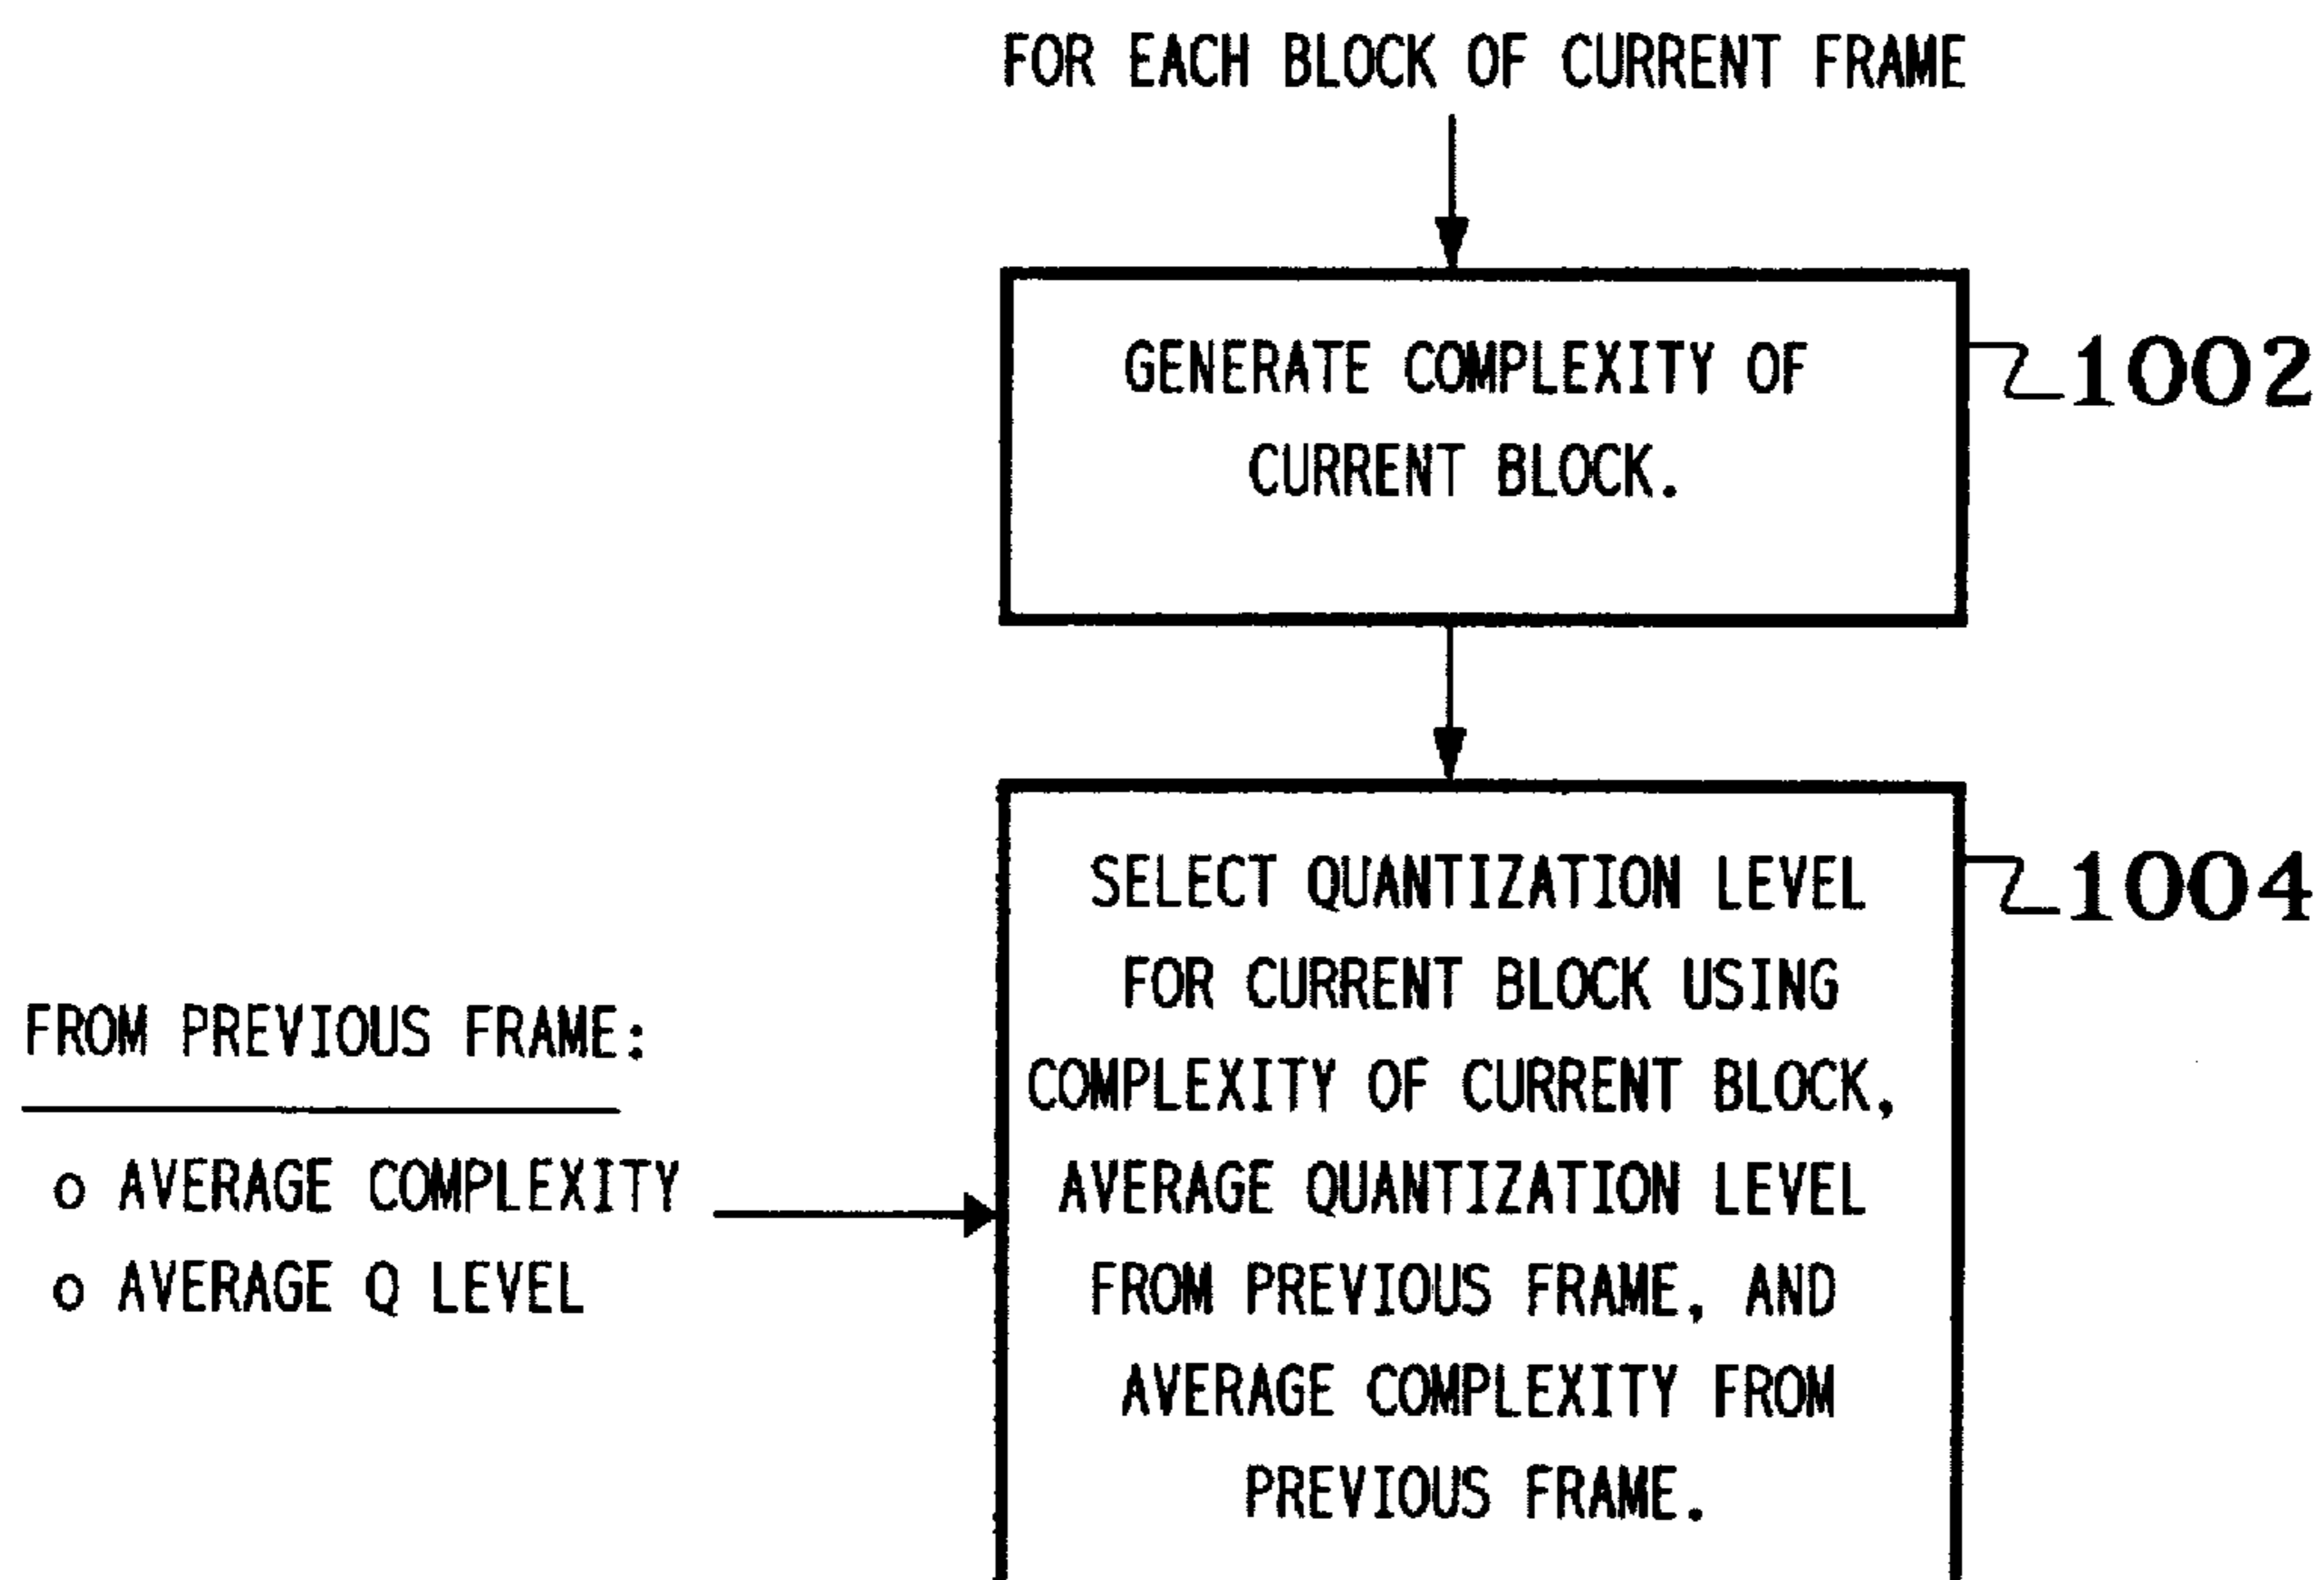 FOR EACH BLOCK OF CURRENT FRAME
GENERATE COMPLEXITY OF
CURRENT BLOCK.
1002
SELECT QUANTIZATION LEVEL
FOR CURRENT BLOCK USING
COMPLEXITY OF CURRENT BLOCK,
AVERAGE QUANTIZATION LEVEL
FROM PREVIOUS FRAME, AND
AVERAGE COMPLEXITY FROM
PREVIOUS FRAME.
1004
FROM PREVIOUS FRAME:
o AVERAGE COMPLEXITY
o AVERAGE Q LEVEL